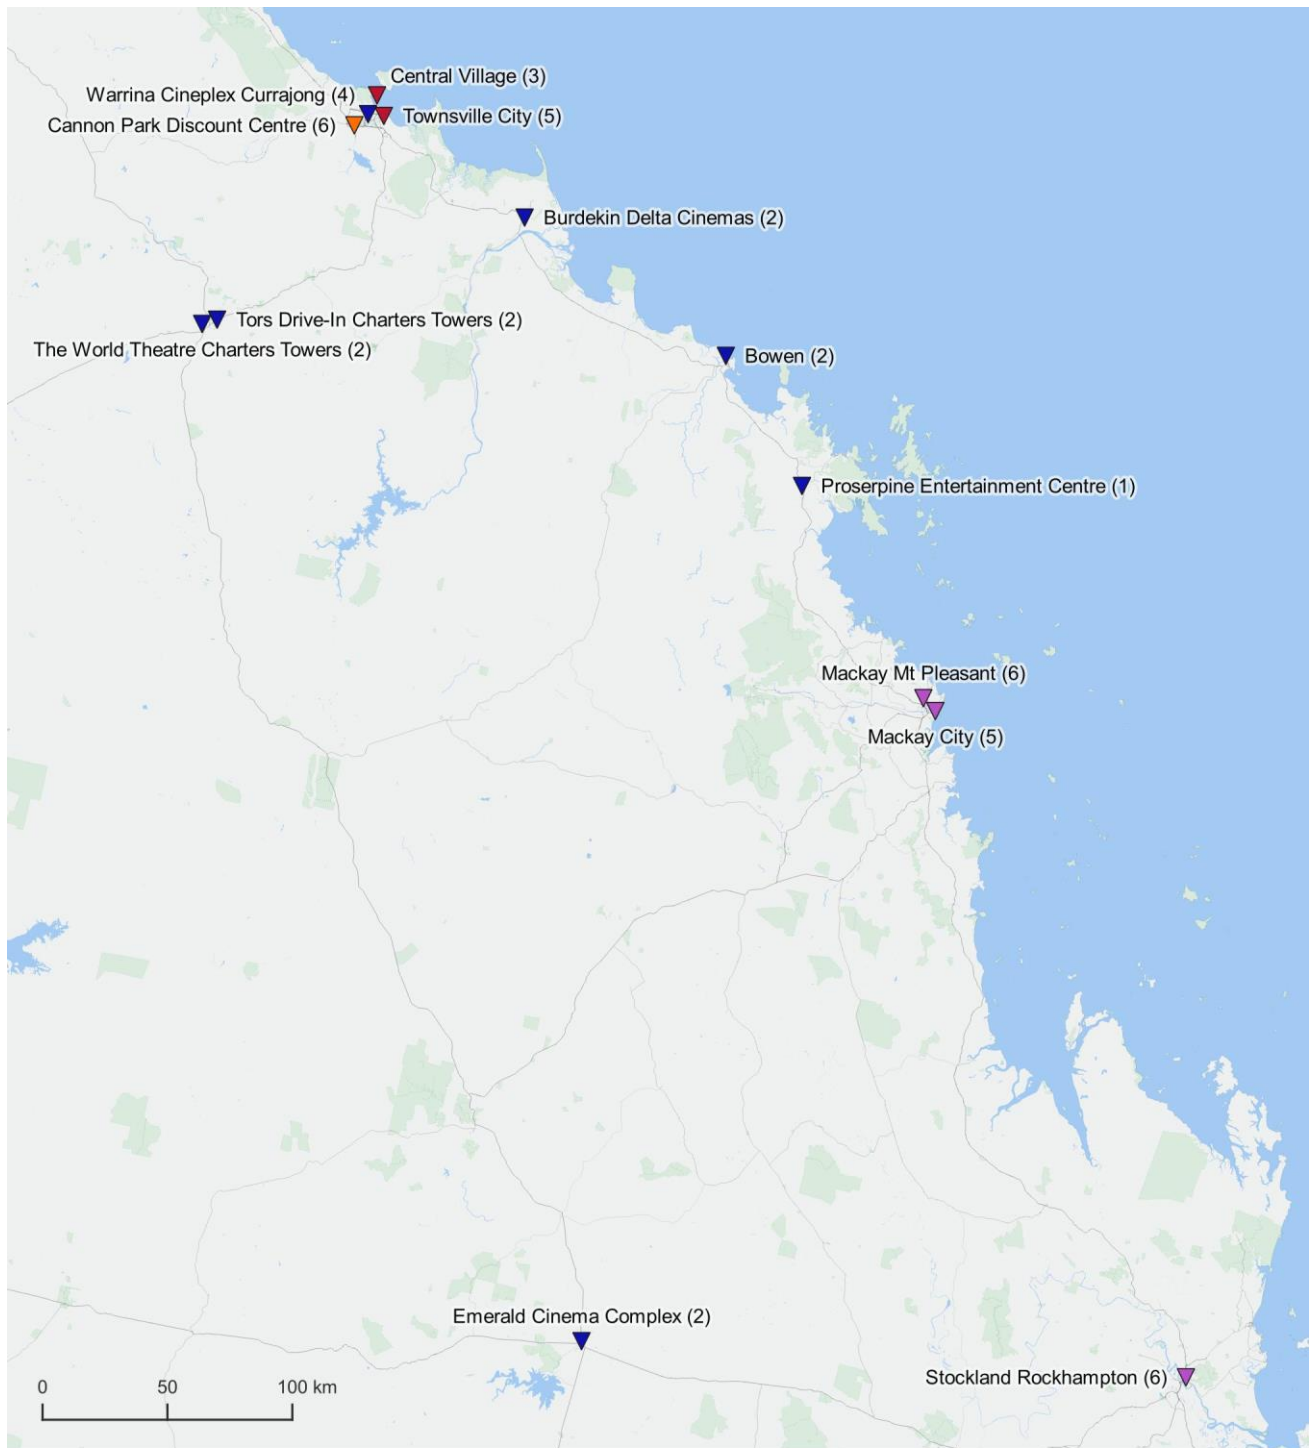 Central Village (3)
Warrina Cineplex Currajong (4)
Townsville City (5)
Cannon Park Discount Centre (6)
Burdekin Delta Cinemas (2)
Tors Drive-In Charters Towers (2)
The World Theatre Charters Towers (2)
Bowen (2)
Proserpine Entertainment Centre (1)
Mackay Mt Pleasant (6)
Mackay City (5)
Emerald Cinema Complex (2)
Stockland Rockhampton (6)
0 50 100 km